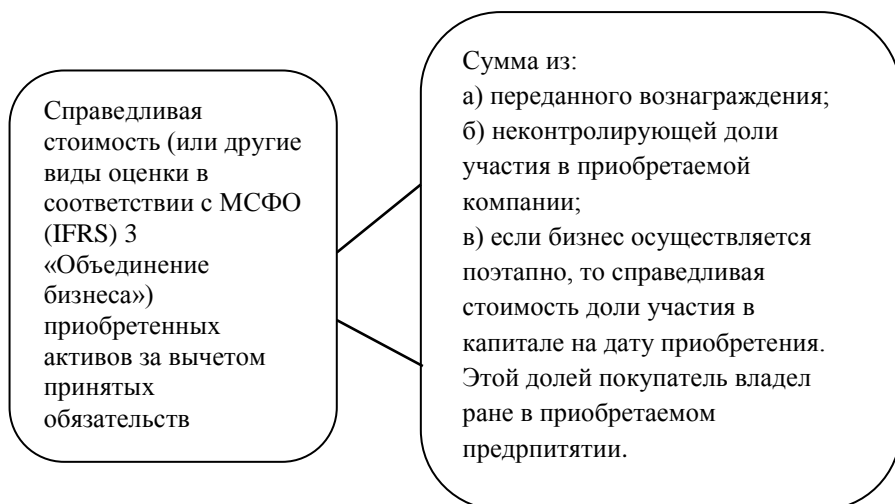 Справедливая
стоимость (или другие
виды оценки в
соответствии с МСФО
(IFRS) 3
«Объединение
бизнеса»)
приобретенных
активов за вычетом
принятых
обязательств
Сумма из:
а) переданного вознаграждения;
б) неконтролирующей доли
участия в приобретаемой
компании;
в) если бизнес осуществляется
поэтапно, то справедливая
стоимость доли участия в
капитале на дату приобретения.
Этой долей покупатель владел
ране в приобретаемом
предрпитятии.